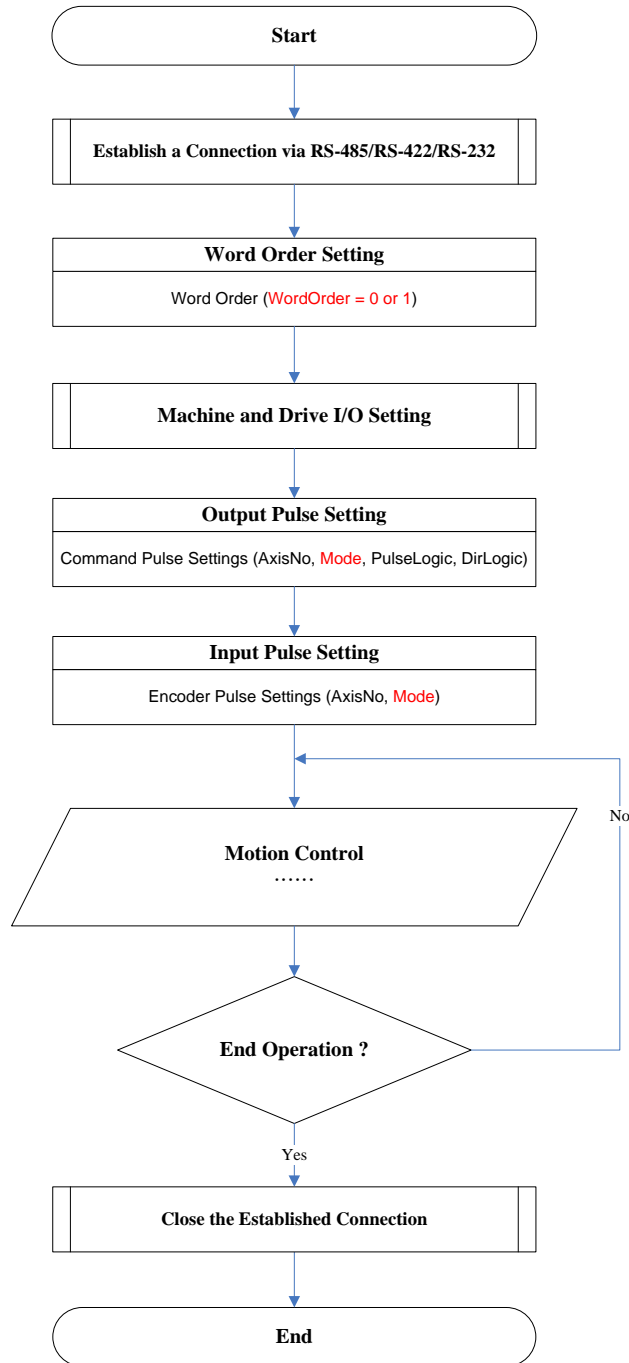 Start
Establish a Connection via RS-485/RS-422/RS-232
Word Order Setting
Word Order (WordOrder = 0 or 1)
Machine and Drive I/O Setting
Output Pulse Setting
Command Pulse Settings (AxisNo, Mode, PulseLogic, DirLogic)
Input Pulse Setting
Encoder Pulse Settings (AxisNo, Mode)
No
Motion Control
……
End Operation ?
Yes
Close the Established Connection
End